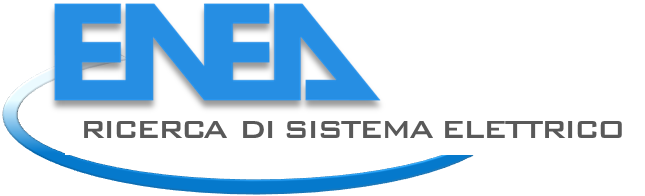 ENEA
RICERCA DI SISTEMA ELETTRICO